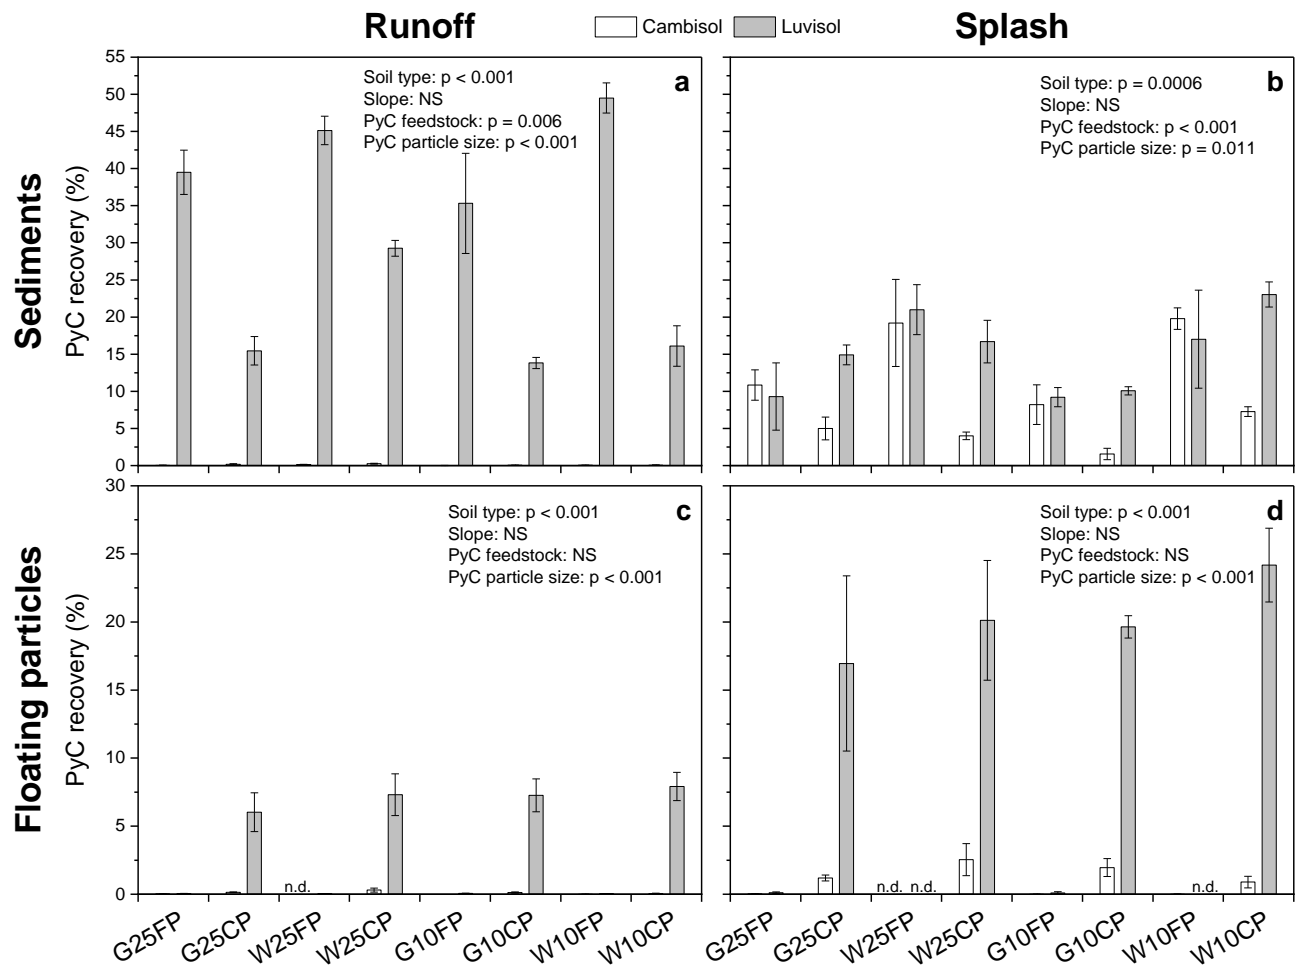 Runoff
Cambisol
Luvisol
Splash
Sediments
PyC recovery (%)
55
50
45
40
35
30
25
20
15
10
5
0
Soil type: p < 0.001
Slope: NS
PyC feedstock: p = 0.006
PyC particle size: p < 0.001
a
Soil type: p = 0.0006
Slope: NS
PyC feedstock: p < 0.001
PyC particle size: p = 0.011
b
Floating particles
PyC recovery (%)
30
25
20
15
10
5
0
Soil type: p < 0.001
Slope: NS
PyC feedstock: NS
PyC particle size: p < 0.001
c
n.d.
Soil type: p < 0.001
Slope: NS
PyC feedstock: NS
PyC particle size: p < 0.001
d
n.d.
n.d.
n.d.
G25FP
G25CP
W25FP
W25CP
G10FP
G10CP
W10FP
W10CP
G25FP
G25CP
W25FP
W25CP
G10FP
G10CP
W10FP
W10CP